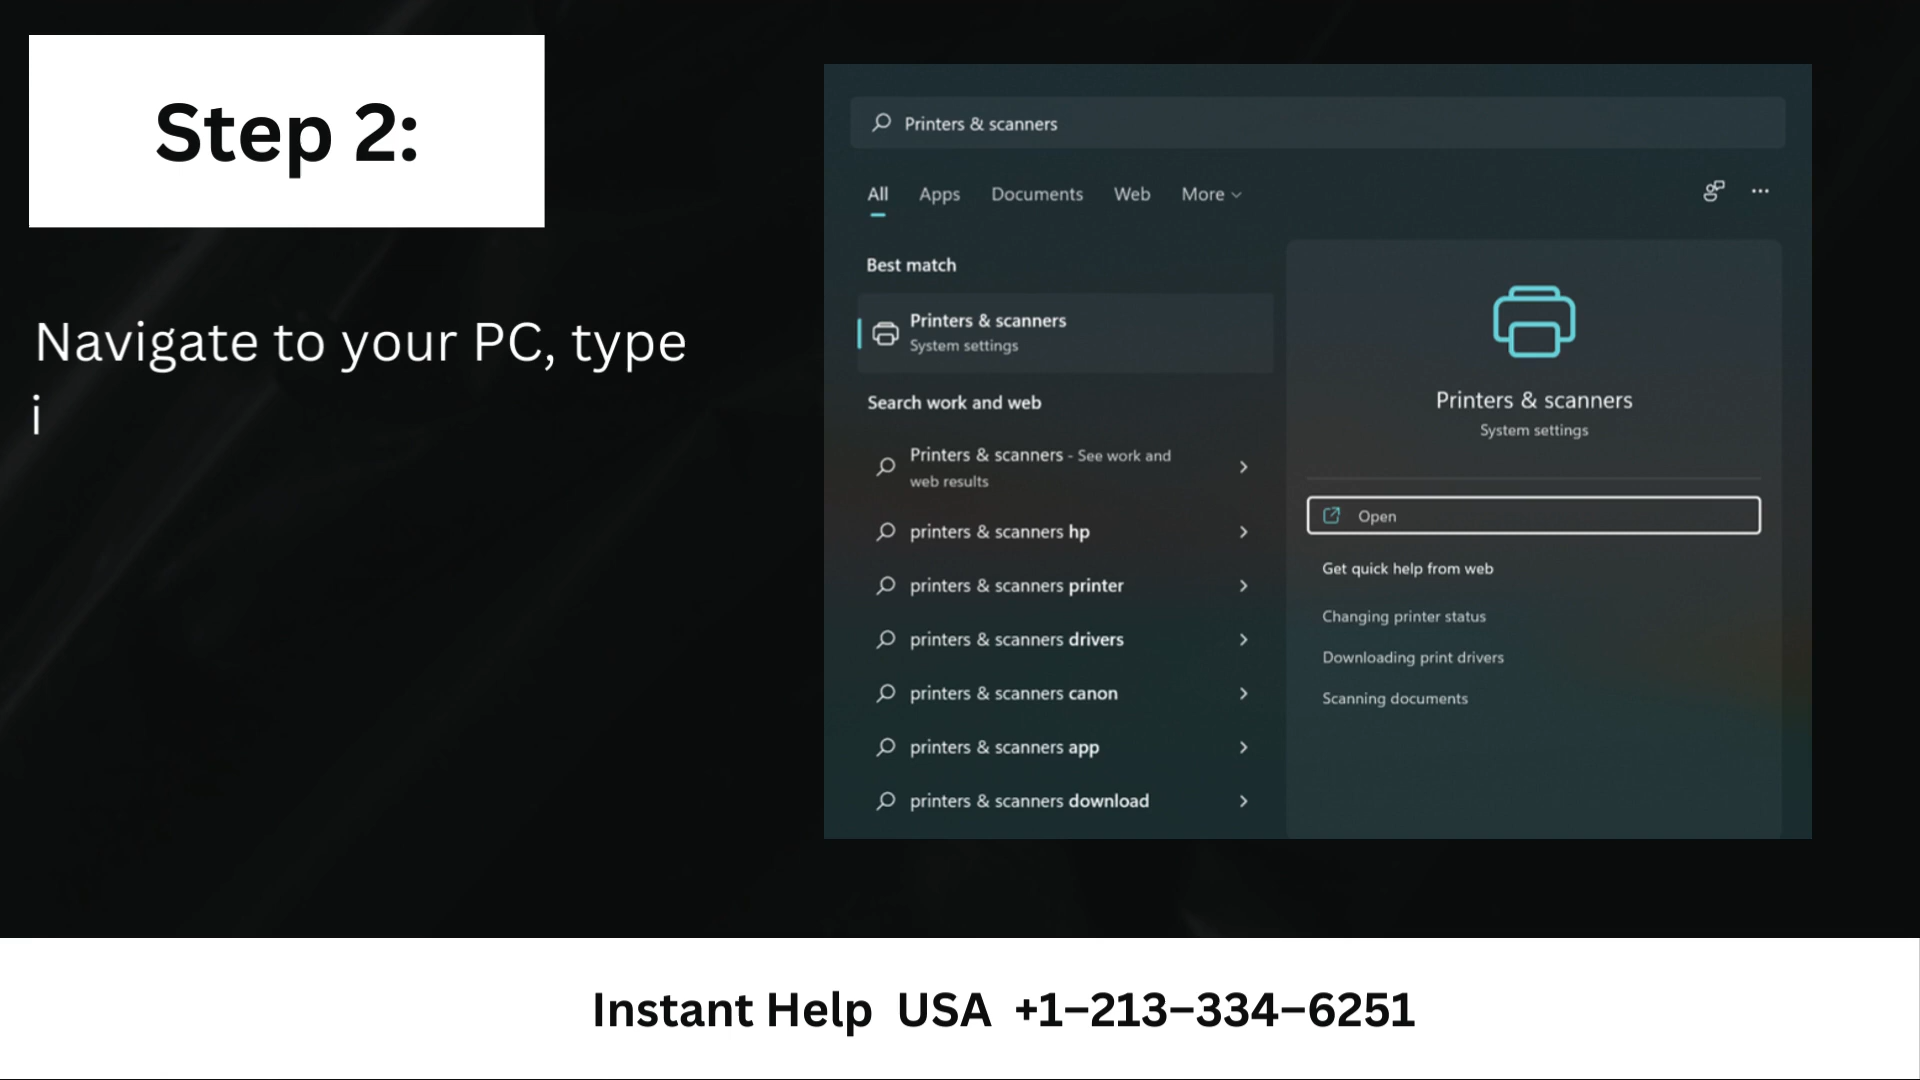 Step 2:
Navigate to your PC, type
i
Printers & scanners
All Apps Documents Web More
Best match
Printers & scanners
System settings
Search work and web
Printers & scanners - See work and
web results
printers & scanners hp
printers & scanners printer
printers & scanners drivers
printers & scanners canon
printers & scanners app
printers & scanners download
Printers & scanners
System settings
Open
Get quick help from web
Changing printer status
Downloading print drivers
Scanning documents
Instant Help USA +1–213–334–6251